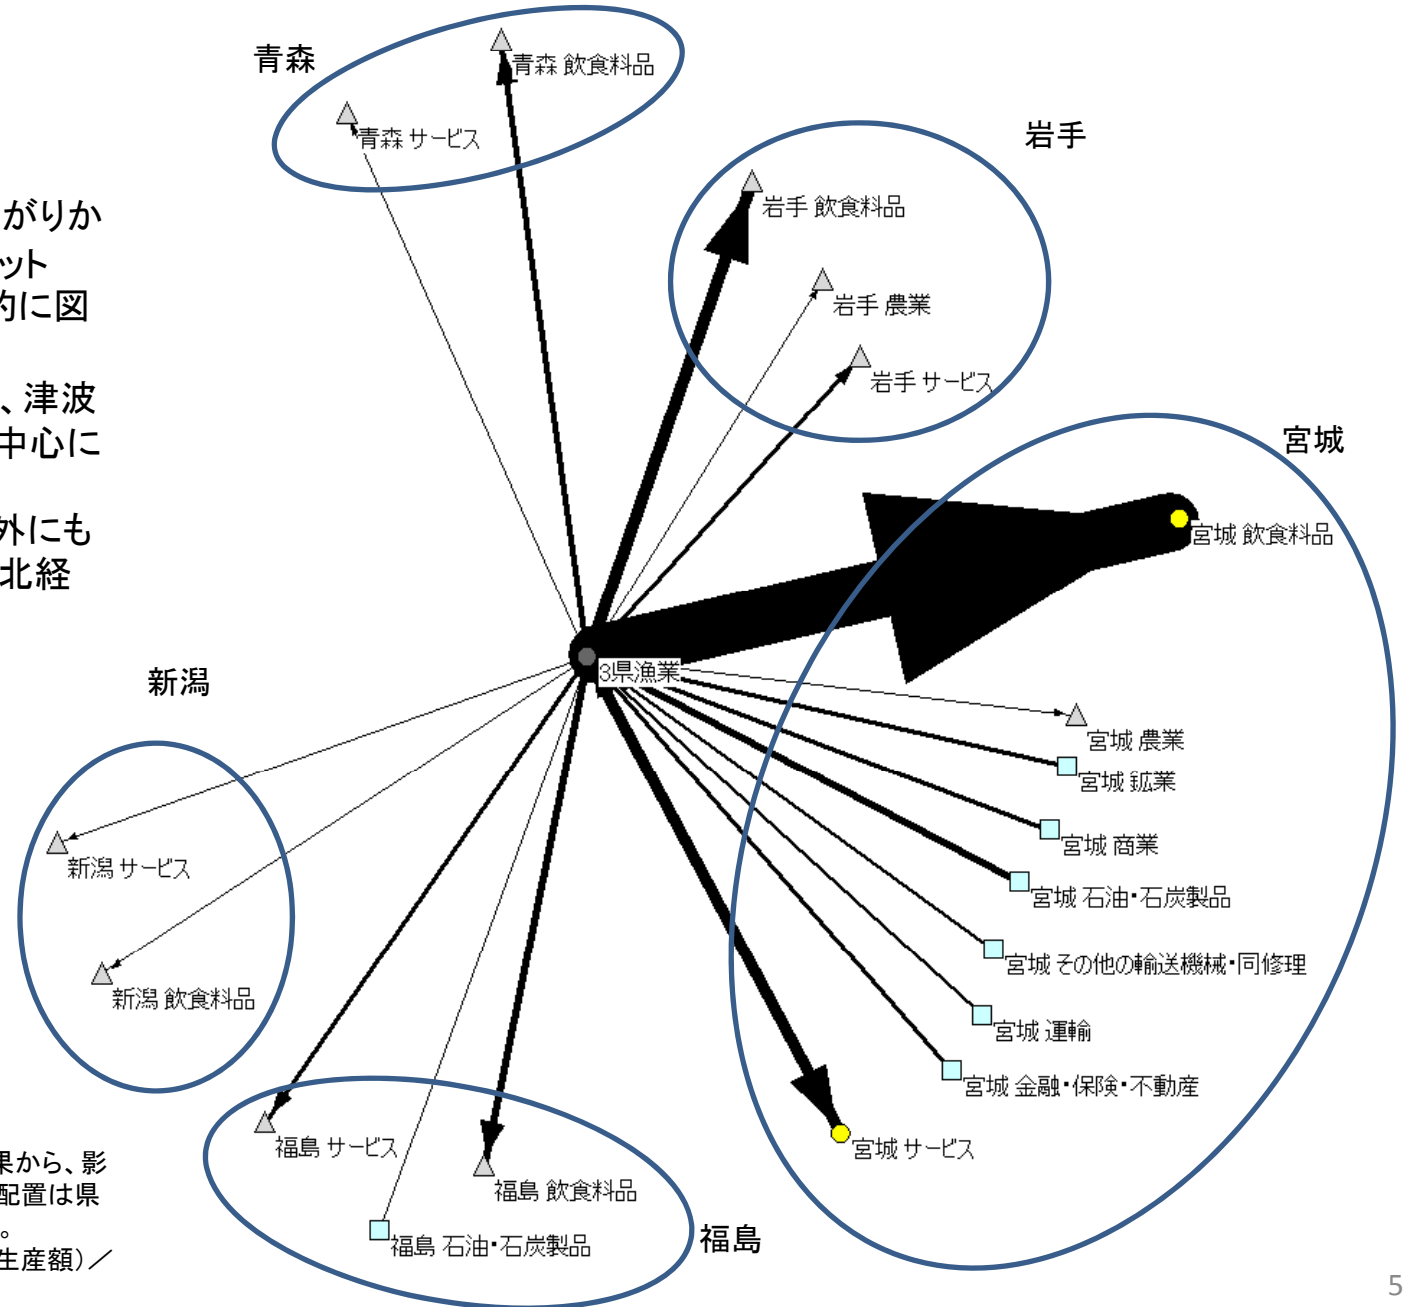 青森
青森 飲食料品
青森 サービス
岩手
岩手 飲食料品
岩手 農業
岩手 サービス
がりか
ット
的に図
、津波
中心に
外にも
北経
宮城
宮城 飲食料品
3県漁業
宮城 農業
宮城 鉱業
宮城 商業
宮城 石油・石炭製品
宮城 その他の輸送機械・同修理
宮城 運輸
宮城 金融・保険・不動産
宮城 サービス
新潟
新潟 サービス
新潟 飲食料品
福島 サービス
福島 飲食料品
福島 石油・石炭製品
福島
果から、影
配置は県
。
生産額)／
5